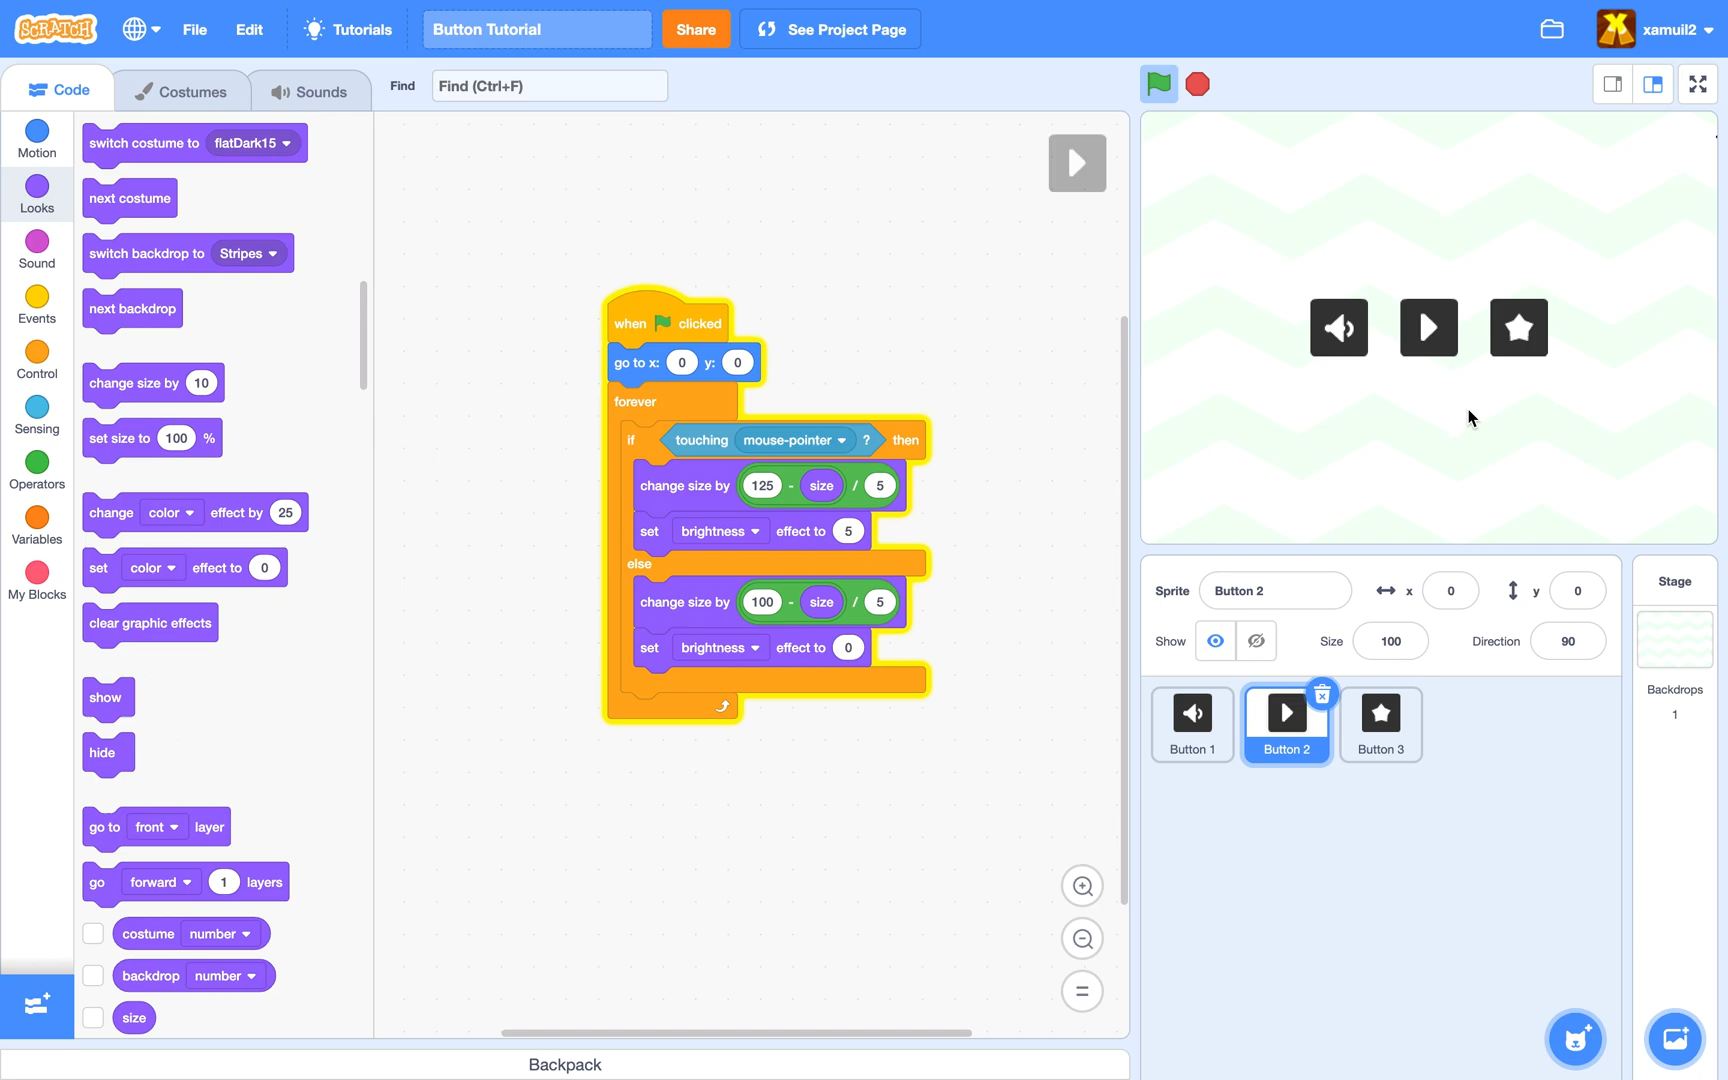 SCRATCH
File
Edit
Tutorials
Button Tutorial
Share
See Project Page
xamuil2
Code
Costumes
Sounds
Find
Find (Ctrl+F)
Motion
Looks
Sound
Events
Control
Sensing
Operators
Variables
My Blocks
switch costume to flatDark15
next costume
switch backdrop to Stripes
next backdrop
change size by 10
set size to 100 %
change color effect by 25
set color effect to 0
clear graphic effects
show
hide
go to front layer
go forward 1 layers
costume number
backdrop number
size
when clicked
go to x: 0 y: 0
forever
if touching mouse-pointer ? then
change size by 125 - size / 5
set brightness effect to 5
else
change size by 100 - size / 5
set brightness effect to 0
=
Backpack
Sprite Button 2 x 0 y 0
Show Size 100 Direction 90
Button 1
Button 2
Button 3
Stage
Backdrops
1